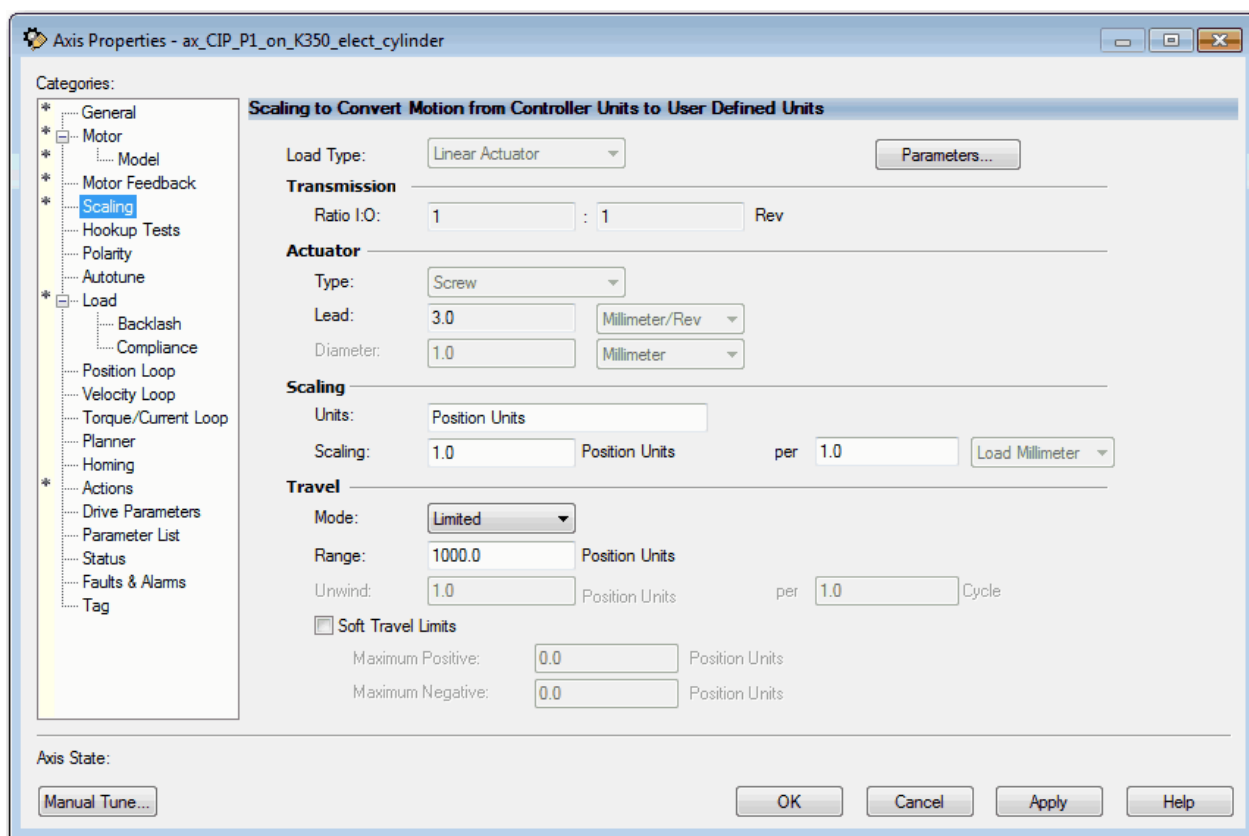 Axis Properties - ax_CIP_P1_on_K350_elect_cylinder
Categories:
* General
* Motor
* Model
* Motor Feedback
* Scaling
Hookup Tests
Polarity
Autotune
* Load
Backlash
Compliance
Position Loop
Velocity Loop
Torque/Current Loop
Planner
Homing
* Actions
Drive Parameters
Parameter List
Status
Faults & Alarms
Tag
Scaling to Convert Motion from Controller Units to User Defined Units
Load Type: Linear Actuator Parameters...
Transmission
Ratio I:O: 1 : 1 Rev
Actuator
Type: Screw
Lead: 3.0 Millimeter/Rev
Diameter: 1.0 Millimeter
Scaling
Units: Position Units
Scaling: 1.0 Position Units per 1.0 Load Millimeter
Travel
Mode: Limited
Range: 1000.0 Position Units
Unwind: 1.0 Position Units per 1.0 Cycle
Soft Travel Limits
Maximum Positive: 0.0 Position Units
Maximum Negative: 0.0 Position Units
Axis State:
Manual Tune... OK Cancel Apply Help